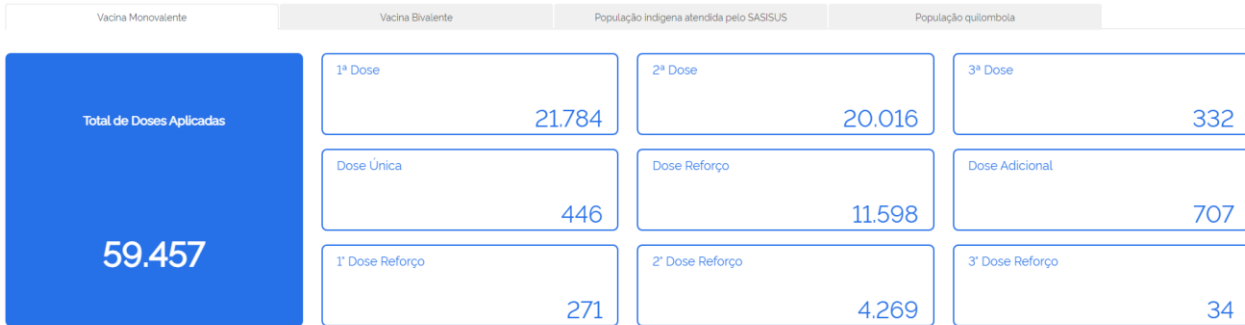 Vacina Monovalente
Vacina Bivalente
População indigena atendida pelo SASISUS
População quilombola
Total de Doses Aplicadas
59.457
1ª Dose
21.784
2ª Dose
20.016
3ª Dose
332
Dose Única
446
Dose Reforço
11.598
Dose Adicional
707
1° Dose Reforço
271
2° Dose Reforço
4.269
3° Dose Reforço
34